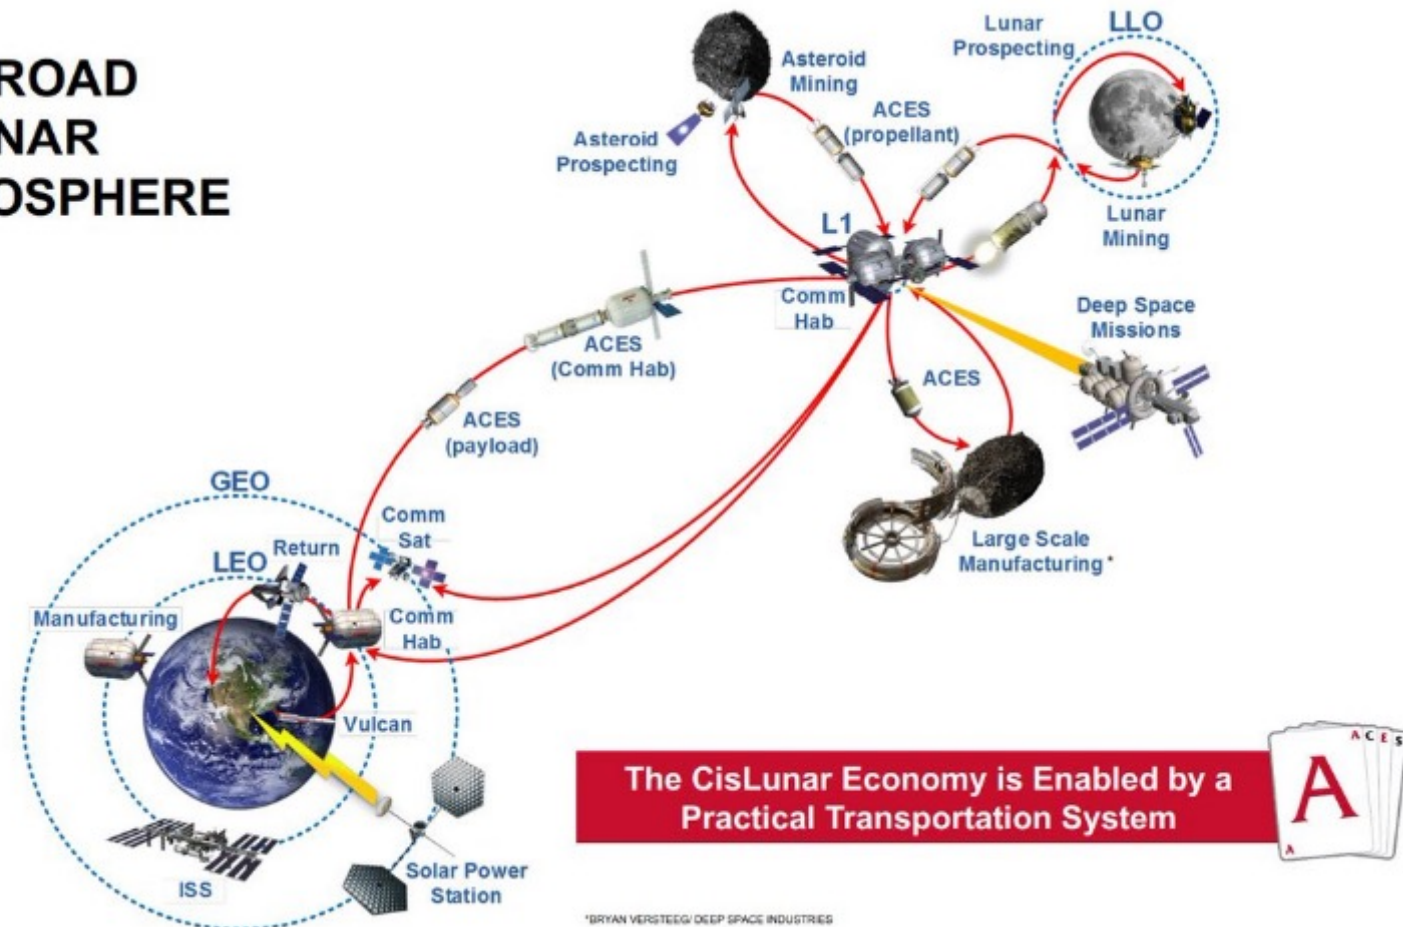 ROAD
NAR
OSPHERE
Asteroid
Mining
Asteroid
Prospecting
ACES
(propellant)
Lunar
Prospecting
LLO
Lunar
Mining
L1
Comm
Hab
Deep Space
Missions
ACES
(Comm Hab)
ACES
(payload)
ACES
Large Scale
Manufacturing*
GEO
Comm
Sat
LEO
Return
Manufacturing
Comm
Hab
Vulcan
Solar Power
Station
ISS
The CisLunar Economy is Enabled by a
Practical Transportation System
A C E S
A
A
*BRYAN VERSTEEG/ DEEP SPACE INDUSTRIES